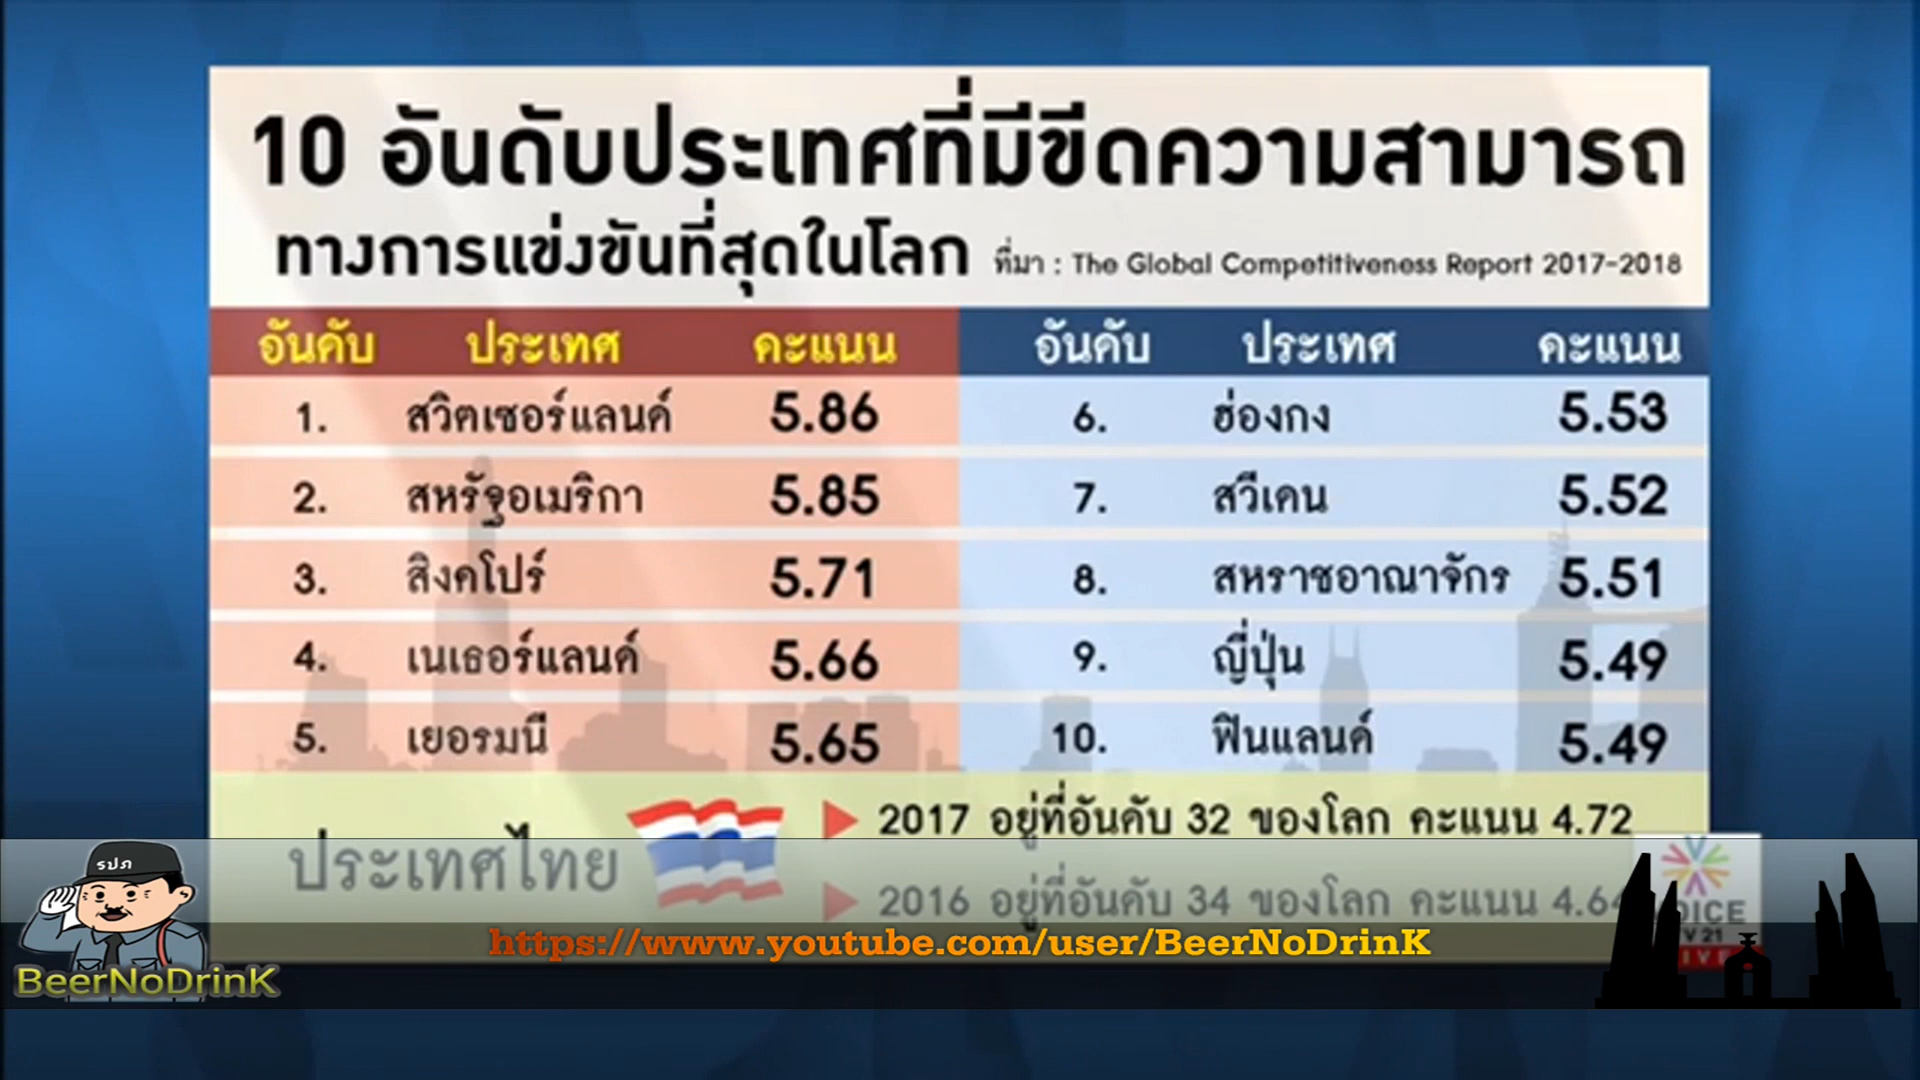 10 อันดับประเทศที่มีขีดความสามารถ
ทางการแข่งขันที่สุดในโลก ที่มา : The Global Competitiveness Report 2017-2018
อันดับ ประเทศ คะแนน อันดับ ประเทศ คะแนน
1. สวิตเซอร์แลนด์ 5.86 6. ฮ่องกง 5.53
2. สหรัฐอเมริกา 5.85 7. สวีเดน 5.52
3. สิงคโปร์ 5.71 8. สหราชอาณาจักร 5.51
4. เนเธอร์แลนด์ 5.66 9. ญี่ปุ่น 5.49
5. เยอรมนี 5.65 10. ฟินแลนด์ 5.49
ประเทศไทย
2017 อยู่ที่อันดับ 32 ของโลก คะแนน 4.72
2016 อยู่ที่อันดับ 34 ของโลก คะแนน 4.64
รปภ
BeerNoDrinK
https://www.youtube.com/user/BeerNoDrinK